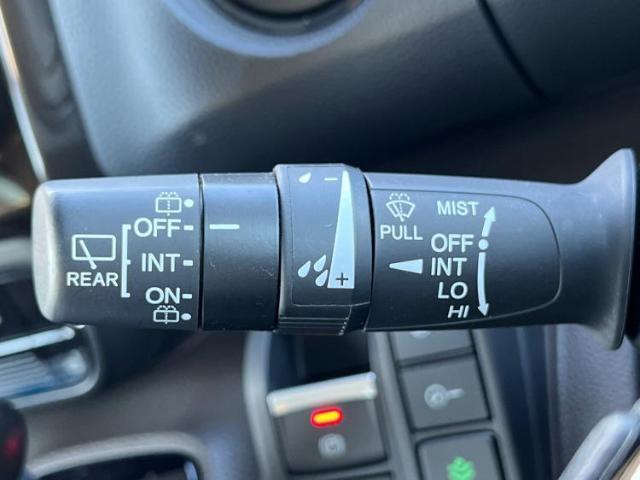 OFF
INT
REAR
ON
−
+
PULL
MIST
OFF
INT
LO
HI